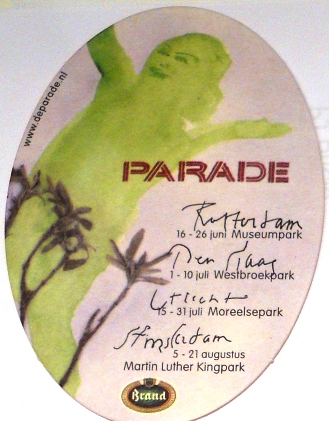 www.deparade.nl
PARADE
Rotterdam
16 - 26 juni Museumpark
Den Haag
1 - 10 juli Westbroekpark
Utrecht
15 - 31 juli Moreelsepark
Amsterdam
5 - 21 augustus
Martin Luther Kingpark
Brand